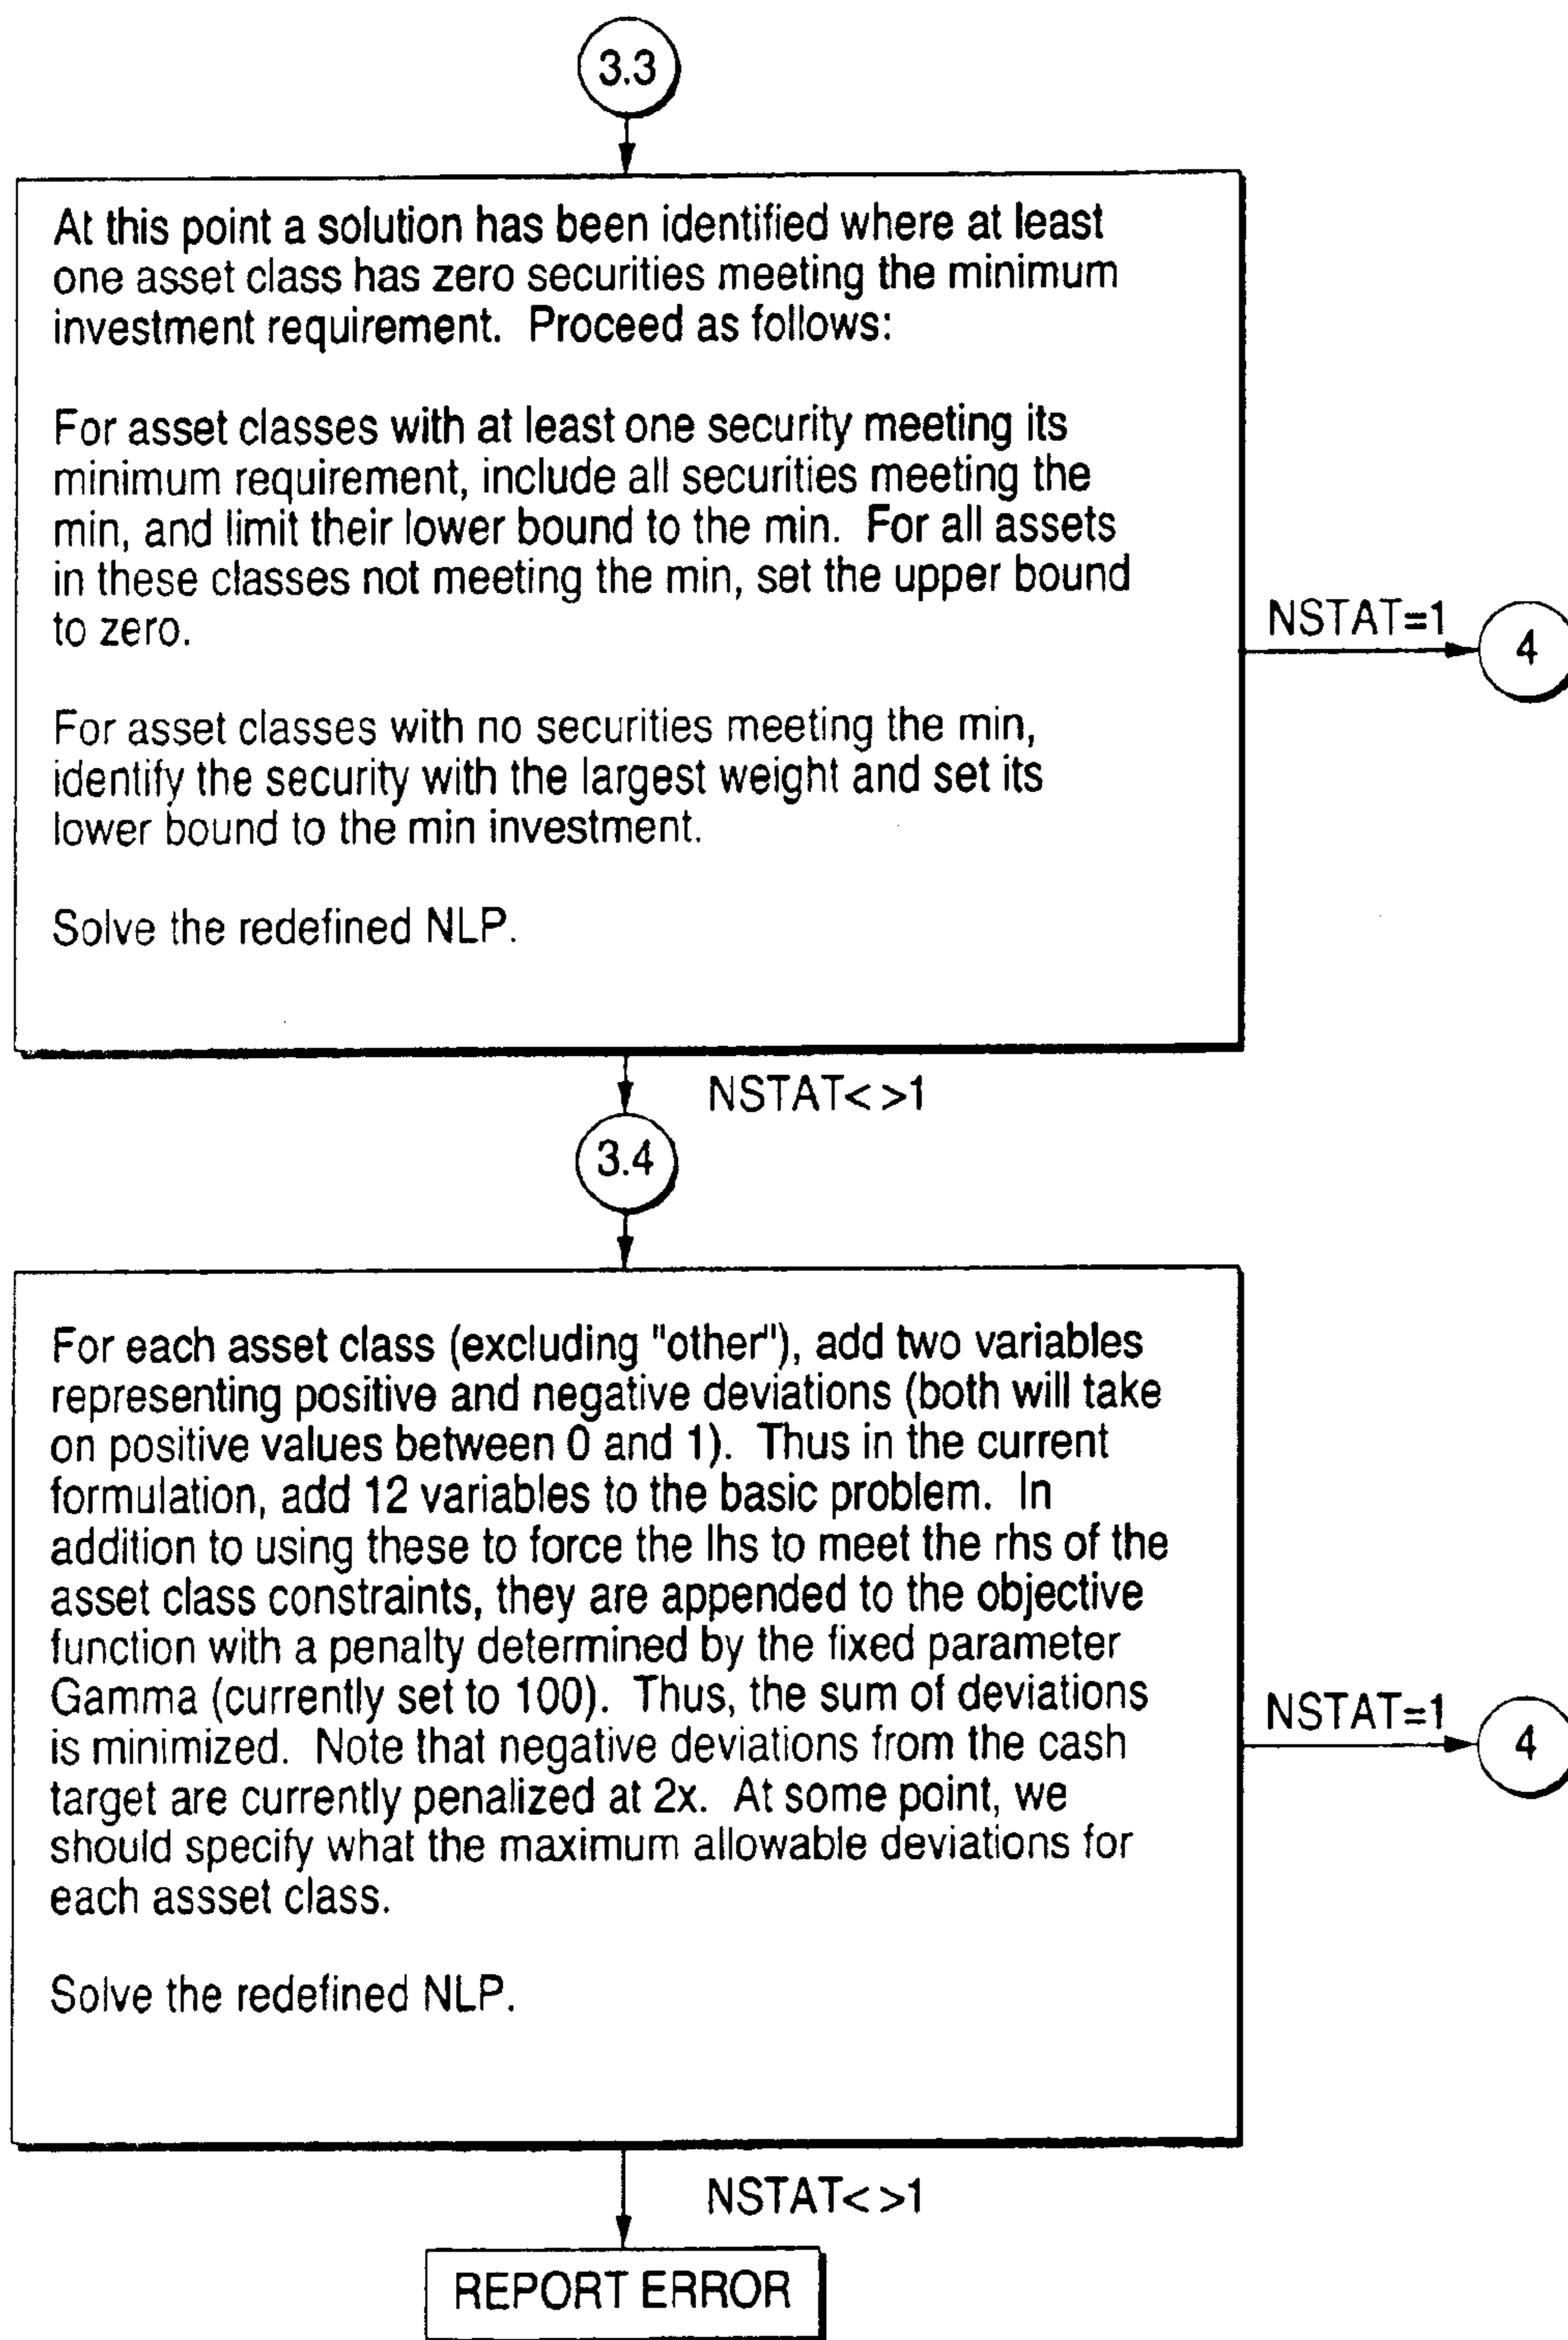 3.3
At this point a solution has been identified where at least
one asset class has zero securities meeting the minimum
investment requirement. Proceed as follows:
For asset classes with at least one security meeting its
minimum requirement, include all securities meeting the
min, and limit their lower bound to the min. For all assets
in these classes not meeting the min, set the upper bound
to zero.
NSTAT=1
4
For asset classes with no securities meeting the min,
identify the security with the largest weight and set its
lower bound to the min investment.
Solve the redefined NLP.
NSTAT< >1
3.4
For each asset class (excluding "other"), add two variables
representing positive and negative deviations (both will take
on positive values between 0 and 1). Thus in the current
formulation, add 12 variables to the basic problem. In
addition to using these to force the lhs to meet the rhs of the
asset class constraints, they are appended to the objective
function with a penalty determined by the fixed parameter
Gamma (currently set to 100). Thus, the sum of deviations
is minimized. Note that negative deviations from the cash
target are currently penalized at 2x. At some point, we
should specify what the maximum allowable deviations for
each assset class.
NSTAT=1
4
Solve the redefined NLP.
NSTAT< >1
REPORT ERROR